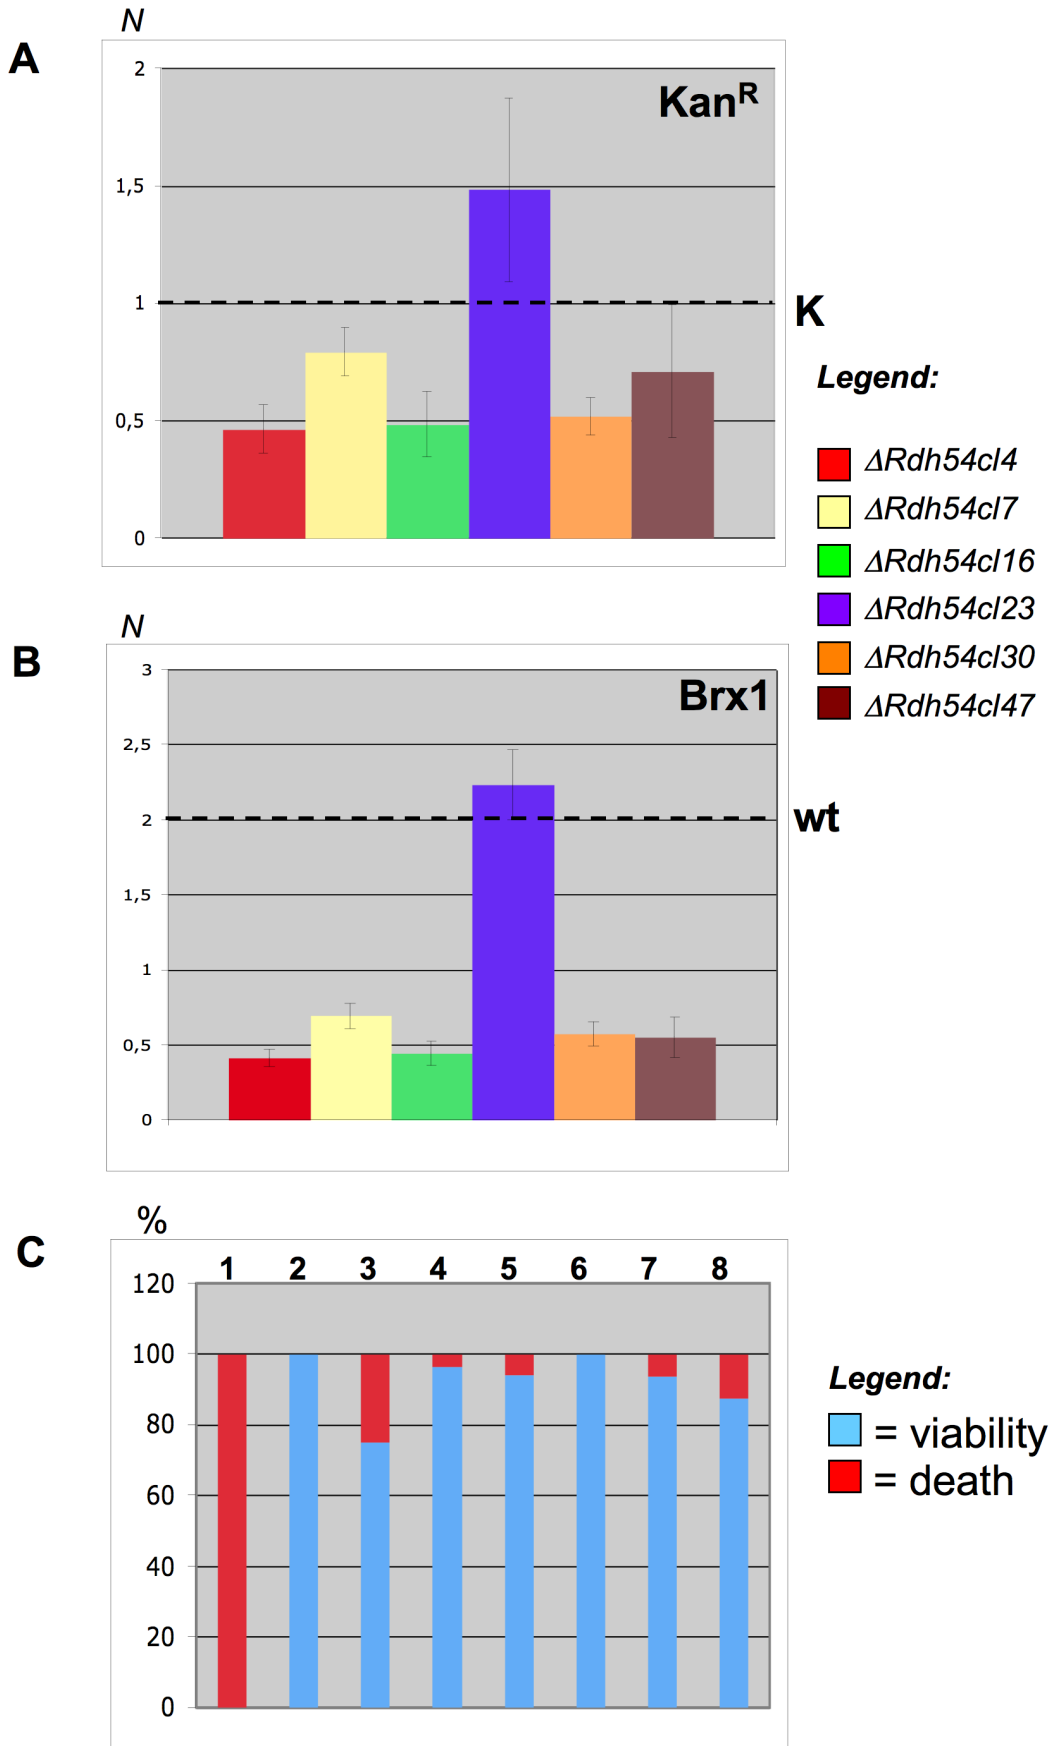 N
A
2
Kan^R
1,5
1
K
0,5
0
Legend:
ΔRdh54cl4
ΔRdh54cl7
ΔRdh54cl16
ΔRdh54cl23
ΔRdh54cl30
ΔRdh54cl47
N
B
3
Brx1
2,5
2
wt
1,5
1
0,5
0
%
C
1 2 3 4 5 6 7 8
120
100
80
60
40
20
0
Legend:
= viability
= death